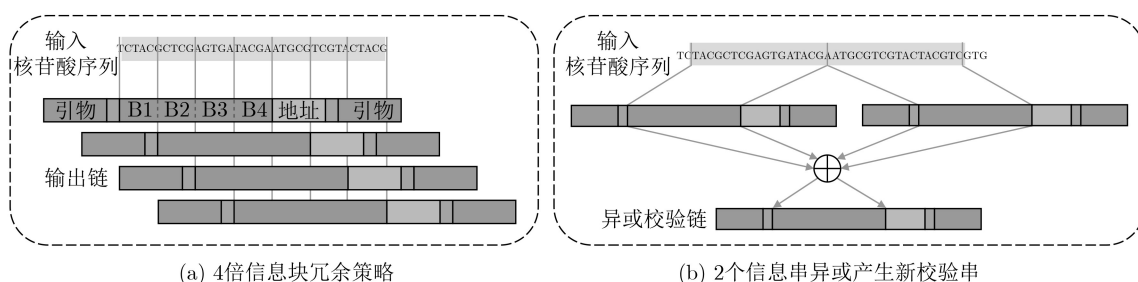 输入
核苷酸序列
TCTACGCTCGAGTGATACGAATGCGTCGTACTACG
引物 B1 B2 B3 B4 地址 引物
输出链
(a) 4倍信息块冗余策略
输入
核苷酸序列
TCTACGCTCGAGTGATACGAATGCGTCGTACTACGTCGTG
异或校验链
(b) 2个信息串异或产生新校验串